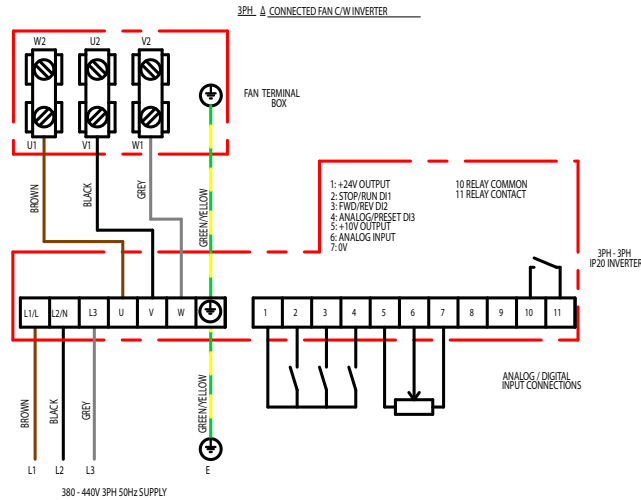 3PH Δ CONNECTED FAN C/W INVERTER
W2 U2 V2
FAN TERMINAL
BOX
U1 V1 W1
BROWN
BLACK
GREY
GREEN/YELLOW
1: +24V OUTPUT
2: STOP/RUN DI1
3: FWD/REV DI2
4: ANALOG/PRESET DI3
5: +10V OUTPUT
6: ANALOG INPUT
7: 0V
10 RELAY COMMON
11 RELAY CONTACT
3PH - 3PH
IP20 INVERTER
L1/L L2/N L3 U V W
1 2 3 4 5 6 7 8 9 10 11
ANALOG / DIGITAL
INPUT CONNECTIONS
BROWN
BLACK
GREY
GREEN/YELLOW
L1 L2 L3 E
380 - 440V 3PH 50Hz SUPPLY